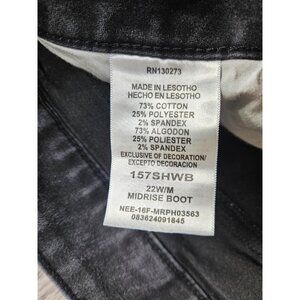 RN130273
MADE IN LESOTHO
HECHO EN LESOTHO
73% COTTON
25% POLYESTER
2% SPANDEX
73% ALGODON
25% POLIESTER
2% SPANDEX
EXCLUSIVE OF DECORATION/
EXCEPTO DECORACION
157SHWB
22W/M
MIDRISE BOOT
NEE-16F-MRPH03563
083624091845